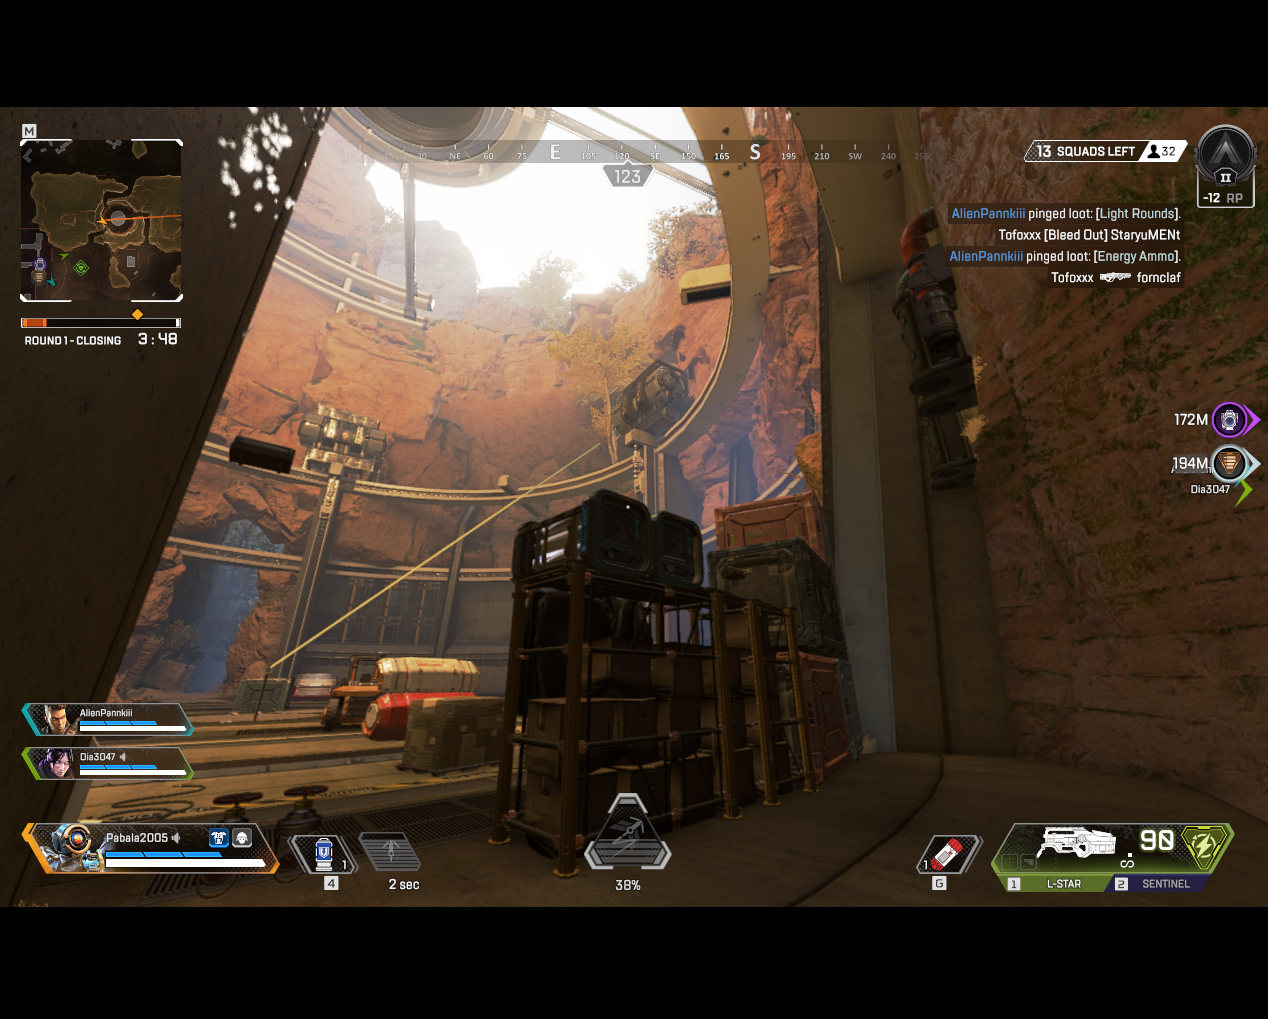 M
NE 60 75 E 105 120 SE 150 165 S 195 210 SW 240
123
13 SQUADS LEFT 32
II
-12 RP
AlienPannkiii pinged loot: [Light Rounds].
Tofoxxx [Bleed Out] StaryuMENt
AlienPannkiii pinged loot: [Energy Ammo].
Tofoxxx fornclaf
ROUND 1 - CLOSING 3:48
172M
194M
Dia3047
AlienPannkiii
Dia3047
Pabala2005
1
4
2 sec
38%
1
G
90
1 L-STAR 2 SENTINEL